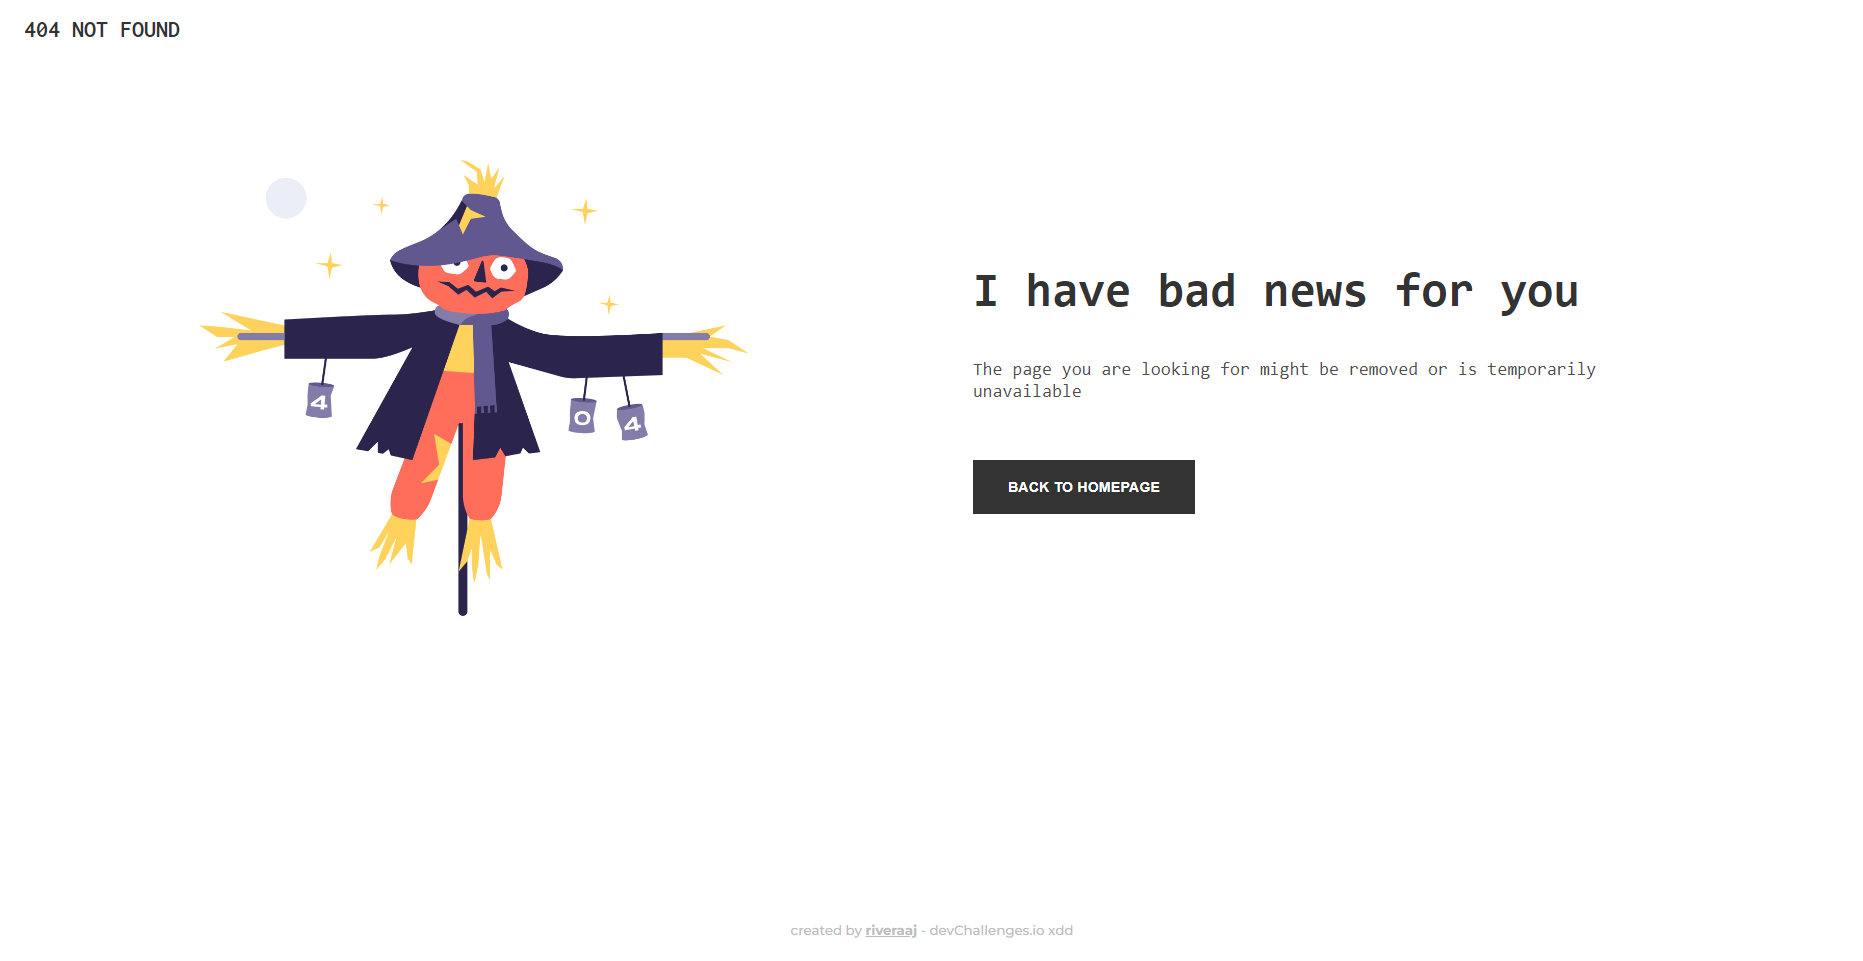 404 NOT FOUND
I have bad news for you
The page you are looking for might be removed or is temporarily
unavailable
BACK TO HOMEPAGE
4
0
4
created by riveraaj - devChallenges.io xdd